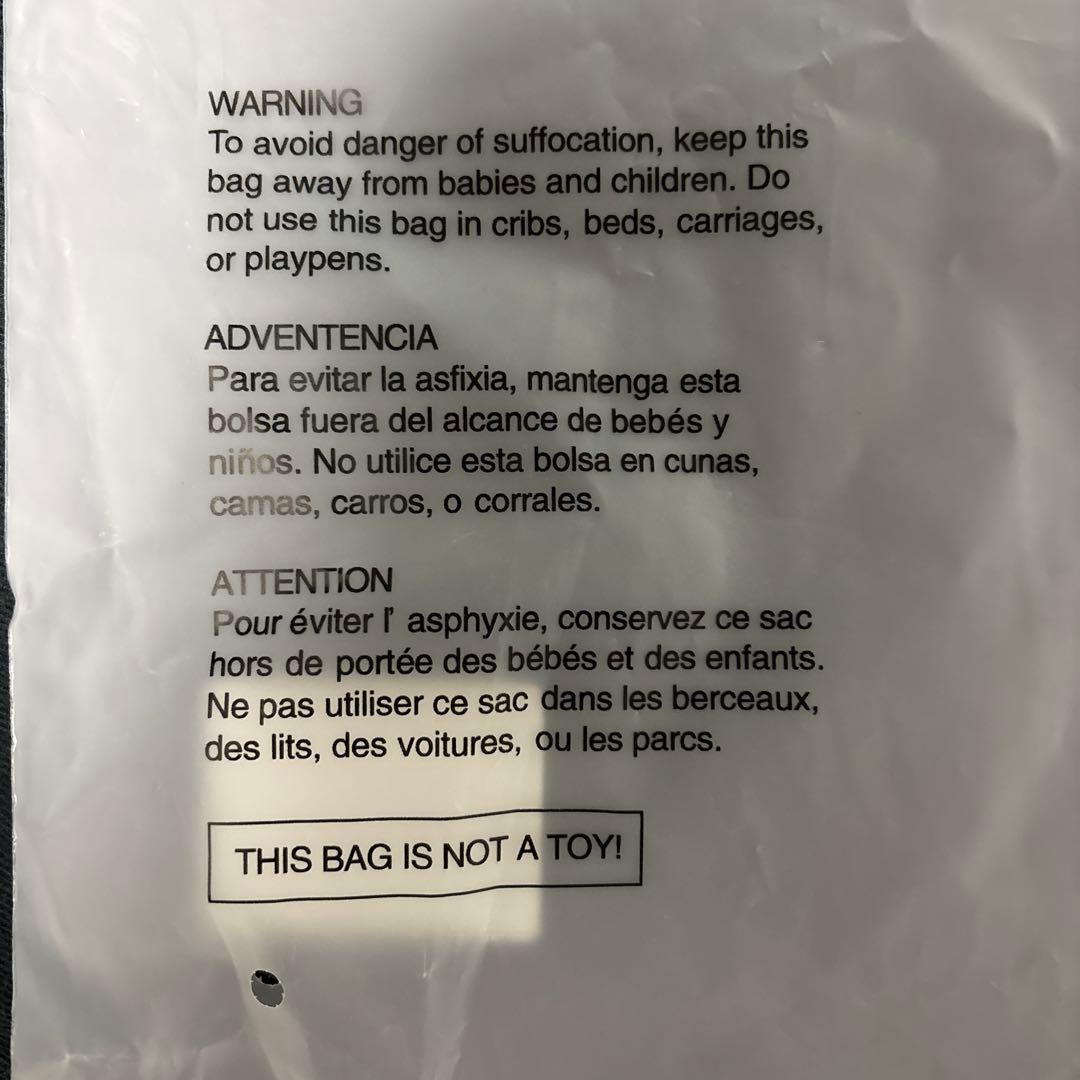 WARNING
To avoid danger of suffocation, keep this
bag away from babies and children. Do
not use this bag in cribs, beds, carriages,
or playpens.
ADVENTENCIA
Para evitar la asfixia, mantenga esta
bolsa fuera del alcance de bebés y
niños. No utilice esta bolsa en cunas,
camas, carros, o corrales.
ATTENTION
Pour éviter l' asphyxie, conservez ce sac
hors de portée des bébés et des enfants.
Ne pas utiliser ce sac dans les berceaux,
des lits, des voitures, ou les parcs.
THIS BAG IS NOT A TOY!